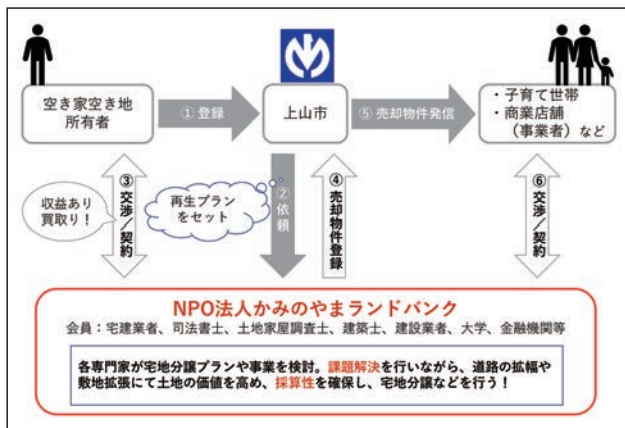 空き家空き地
所有者
① 登録
上山市
⑤ 売却物件発信
・子育て世帯
・商業店舗
（事業者）など
収益あり
買取り！
③交渉／契約
再生プラン
をセット
②依頼
④売却物件登録
⑥交渉／契約
NPO法人かみのやまランドバンク
会員：宅建業者、司法書士、土地家屋調査士、建築士、建設業者、大学、金融機関等
各専門家が宅地分譲プランや事業を検討。課題解決を行いながら、道路の拡幅や
敷地拡張にて土地の価値を高め、採算性を確保し、宅地分譲などを行う！